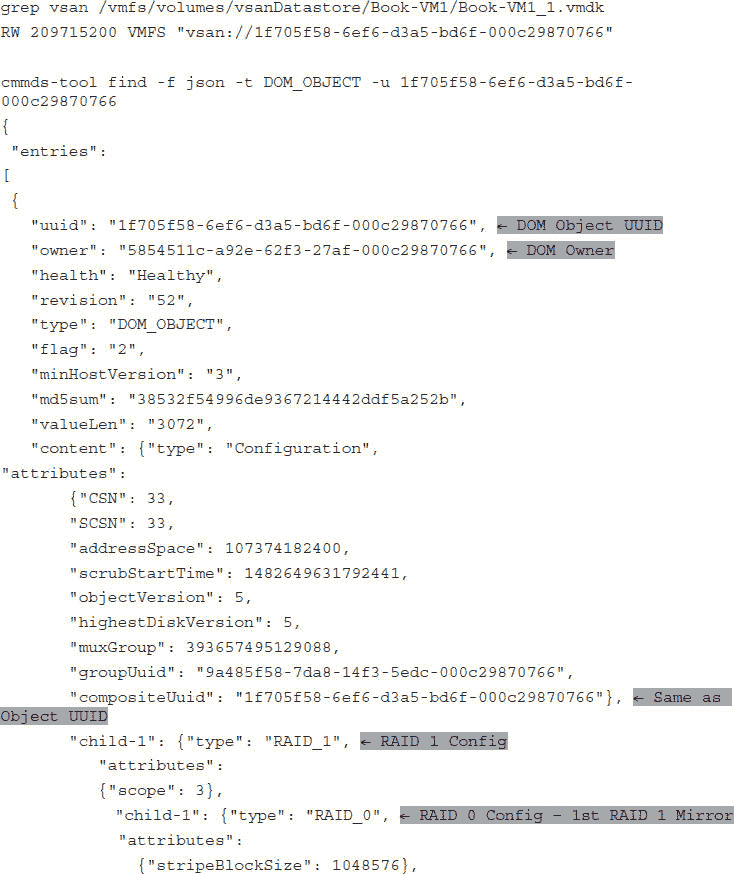 grep vsan /vmfs/volumes/vsanDatastore/Book-VM1/Book-VM1_1.vmdk
RW 209715200 VMFS "vsan://1f705f58-6ef6-d3a5-bd6f-000c29870766"
cmmds-tool find -f json -t DOM_OBJECT -u 1f705f58-6ef6-d3a5-bd6f-
000c29870766
{
"entries":
[
{
"uuid": "1f705f58-6ef6-d3a5-bd6f-000c29870766", ← DOM Object UUID
"owner": "5854511c-a92e-62f3-27af-000c29870766", ← DOM Owner
"health": "Healthy",
"revision": "52",
"type": "DOM_OBJECT",
"flag": "2",
"minHostVersion": "3",
"md5sum": "38532f54996de9367214442ddf5a252b",
"valueLen": "3072",
"content": {"type": "Configuration",
"attributes":
{"CSN": 33,
"SCSN": 33,
"addressSpace": 107374182400,
"scrubStartTime": 1482649631792441,
"objectVersion": 5,
"highestDiskVersion": 5,
"muxGroup": 393657495129088,
"groupUuid": "9a485f58-7da8-14f3-5edc-000c29870766",
"compositeUuid": "1f705f58-6ef6-d3a5-bd6f-000c29870766"}, ← Same as
Object UUID
"child-1": {"type": "RAID_1", ← RAID 1 Config
"attributes":
{"scope": 3},
"child-1": {"type": "RAID_0", ← RAID 0 Config – 1st RAID 1 Mirror
"attributes":
{"stripeBlockSize": 1048576},